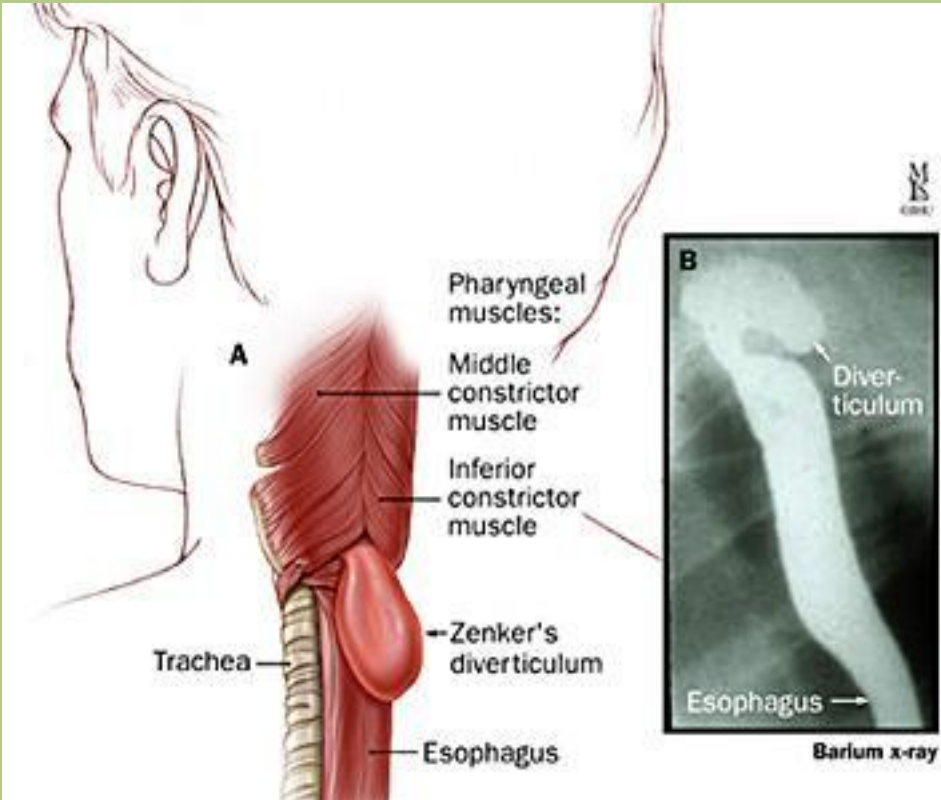 A
Pharyngeal
muscles:
Middle
constrictor
muscle
Inferior
constrictor
muscle
Zenker's
diverticulum
Trachea
Esophagus
B
Diver-
ticulum
Esophagus
Barium x-ray